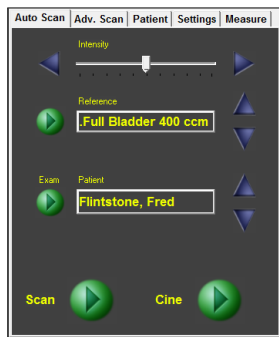 Auto Scan Adv. Scan Patient Settings Measure
Intensity
Reference
.Full Bladder 400 ccm
Exam Patient
Flintstone, Fred
Scan Cine